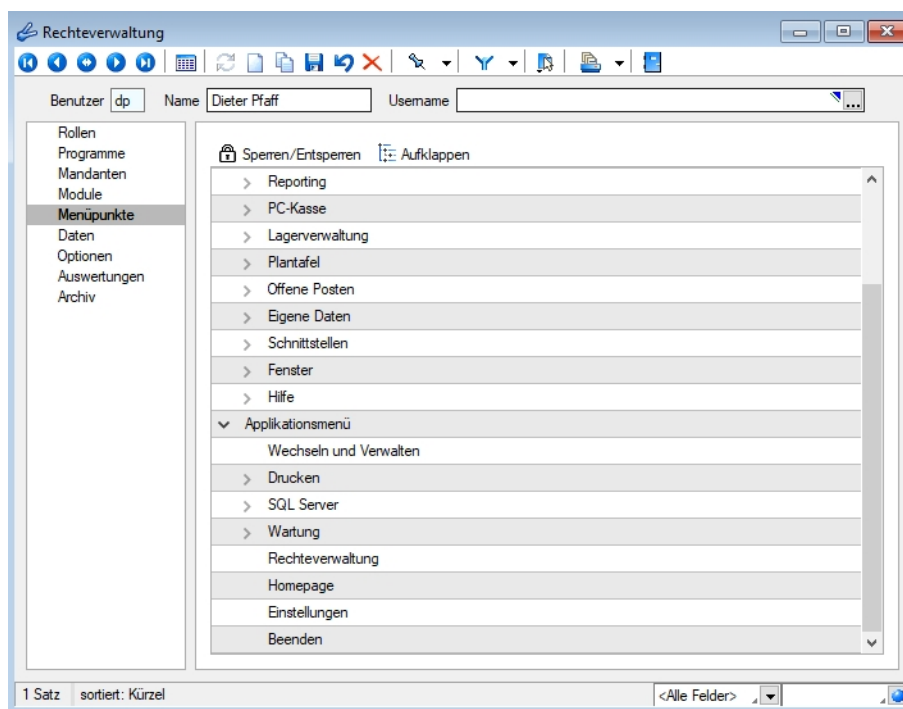 Rechteverwaltung
Benutzer dp Name Dieter Pfaff Username ...
Rollen
Programme
Mandanten
Module
Menüpunkte
Daten
Optionen
Auswertungen
Archiv
Sperren/Entsperren Aufklappen
Reporting
PC-Kasse
Lagerverwaltung
Plantafel
Offene Posten
Eigene Daten
Schnittstellen
Fenster
Hilfe
Applikationsmenü
Wechseln und Verwalten
Drucken
SQL Server
Wartung
Rechteverwaltung
Homepage
Einstellungen
Beenden
1 Satz sortiert: Kürzel <Alle Felder>